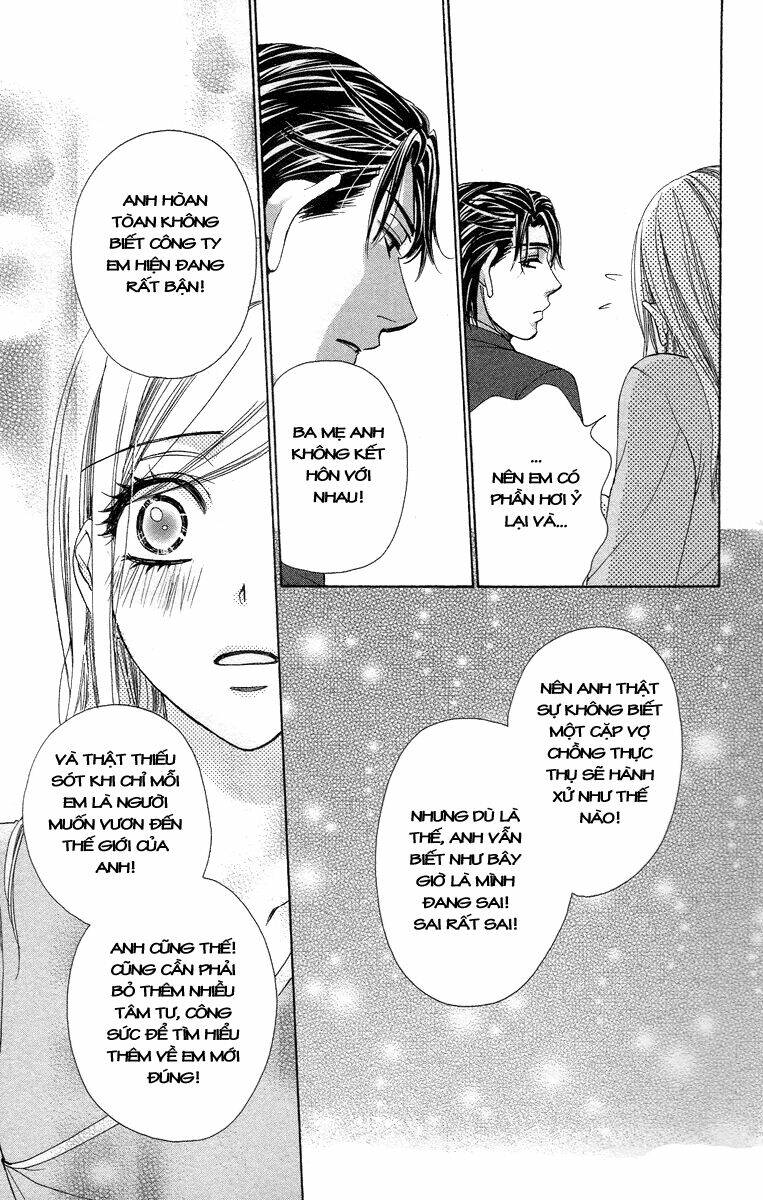 ...
NÊN EM CÓ
PHẦN HƠI Ỷ
LẠI VÀ...
BA MẸ ANH
KHÔNG KẾT
HÔN VỚI
NHAU!
NÊN ANH THẬT
SỰ KHÔNG BIẾT
MỘT CẶP VỢ
CHỒNG THỰC
THỤ SẼ HÀNH
XỬ NHƯ THẾ
NÀO!
NHƯNG DÙ LÀ
THẾ, ANH VẪN
BIẾT NHƯ BÂY
GIỜ LÀ MÌNH
ĐANG SAI!
SAI RẤT SAI!
ANH HÒAN
TÒAN KHÔNG
BIẾT CÔNG TY
EM HIỆN ĐANG
RẤT BẬN!
VÀ THẬT THIẾU
SÓT KHI CHỈ MỖI
EM LÀ NGƯỜI
MUỐN VƯƠN ĐẾN
THẾ GIỚI CỦA
ANH!
ANH CŨNG THẾ!
CŨNG CẦN PHẢI
BỎ THÊM NHIỀU
TÂM TƯ, CÔNG
SỨC ĐỂ TÌM HIỂU
THÊM VỀ EM MỚI
ĐÚNG!